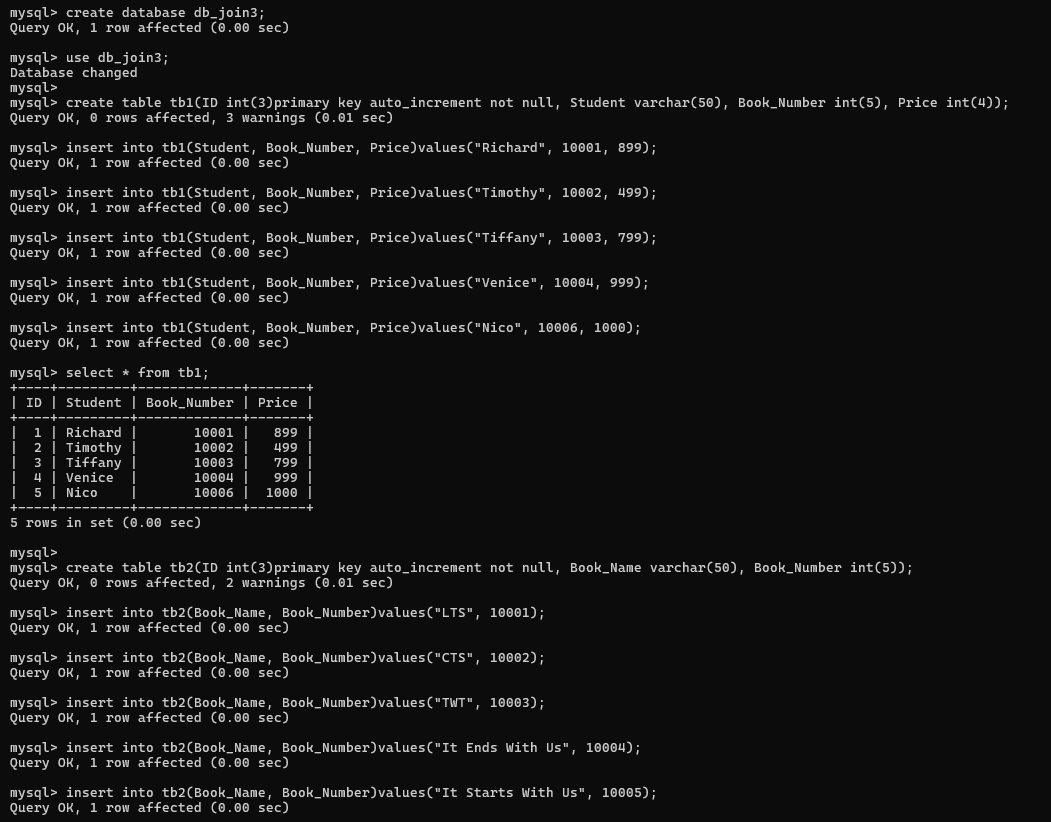 mysql> create database db_join3;
Query OK, 1 row affected (0.00 sec)
mysql> use db_join3;
Database changed
mysql>
mysql> create table tb1(ID int(3)primary key auto_increment not null, Student varchar(50), Book_Number int(5), Price int(4));
Query OK, 0 rows affected, 3 warnings (0.01 sec)
mysql> insert into tb1(Student, Book_Number, Price)values("Richard", 10001, 899);
Query OK, 1 row affected (0.00 sec)
mysql> insert into tb1(Student, Book_Number, Price)values("Timothy", 10002, 499);
Query OK, 1 row affected (0.00 sec)
mysql> insert into tb1(Student, Book_Number, Price)values("Tiffany", 10003, 799);
Query OK, 1 row affected (0.00 sec)
mysql> insert into tb1(Student, Book_Number, Price)values("Venice", 10004, 999);
Query OK, 1 row affected (0.00 sec)
mysql> insert into tb1(Student, Book_Number, Price)values("Nico", 10006, 1000);
Query OK, 1 row affected (0.00 sec)
mysql> select * from tb1;
+----+---------+-------------+-------+
| ID | Student | Book_Number | Price |
+----+---------+-------------+-------+
|  1 | Richard |       10001 |   899 |
|  2 | Timothy |       10002 |   499 |
|  3 | Tiffany |       10003 |   799 |
|  4 | Venice  |       10004 |   999 |
|  5 | Nico    |       10006 |  1000 |
+----+---------+-------------+-------+
5 rows in set (0.00 sec)
mysql>
mysql> create table tb2(ID int(3)primary key auto_increment not null, Book_Name varchar(50), Book_Number int(5));
Query OK, 0 rows affected, 2 warnings (0.01 sec)
mysql> insert into tb2(Book_Name, Book_Number)values("LTS", 10001);
Query OK, 1 row affected (0.00 sec)
mysql> insert into tb2(Book_Name, Book_Number)values("CTS", 10002);
Query OK, 1 row affected (0.00 sec)
mysql> insert into tb2(Book_Name, Book_Number)values("TWT", 10003);
Query OK, 1 row affected (0.00 sec)
mysql> insert into tb2(Book_Name, Book_Number)values("It Ends With Us", 10004);
Query OK, 1 row affected (0.00 sec)
mysql> insert into tb2(Book_Name, Book_Number)values("It Starts With Us", 10005);
Query OK, 1 row affected (0.00 sec)